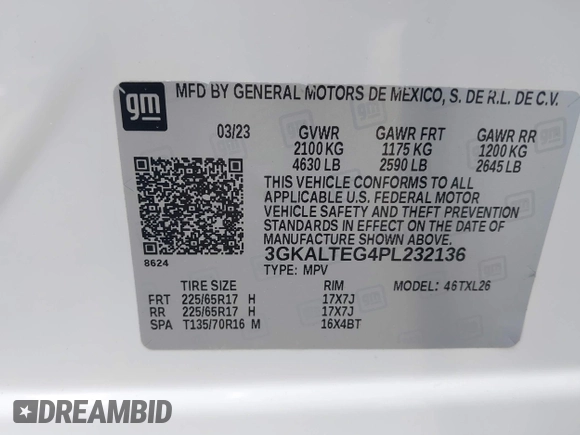 gm
MFD BY GENERAL MOTORS DE MEXICO, S. DE R.L. DE C.V.
03/23 GVWR GAWR FRT GAWR RR
2100 KG 1175 KG 1200 KG
4630 LB 2590 LB 2645 LB
THIS VEHICLE CONFORMS TO ALL
APPLICABLE U.S. FEDERAL MOTOR
VEHICLE SAFETY AND THEFT PREVENTION
STANDARDS IN EFFECT ON THE DATE OF
MANUFACTURE SHOWN ABOVE.
3GKALTEG4PL232136
8624
TYPE: MPV MODEL: 46TXL26
TIRE SIZE RIM
FRT 225/65R17 H 17X7J
RR 225/65R17 H 17X7J
SPA T135/70R16 M 16X4BT
DREAMBID